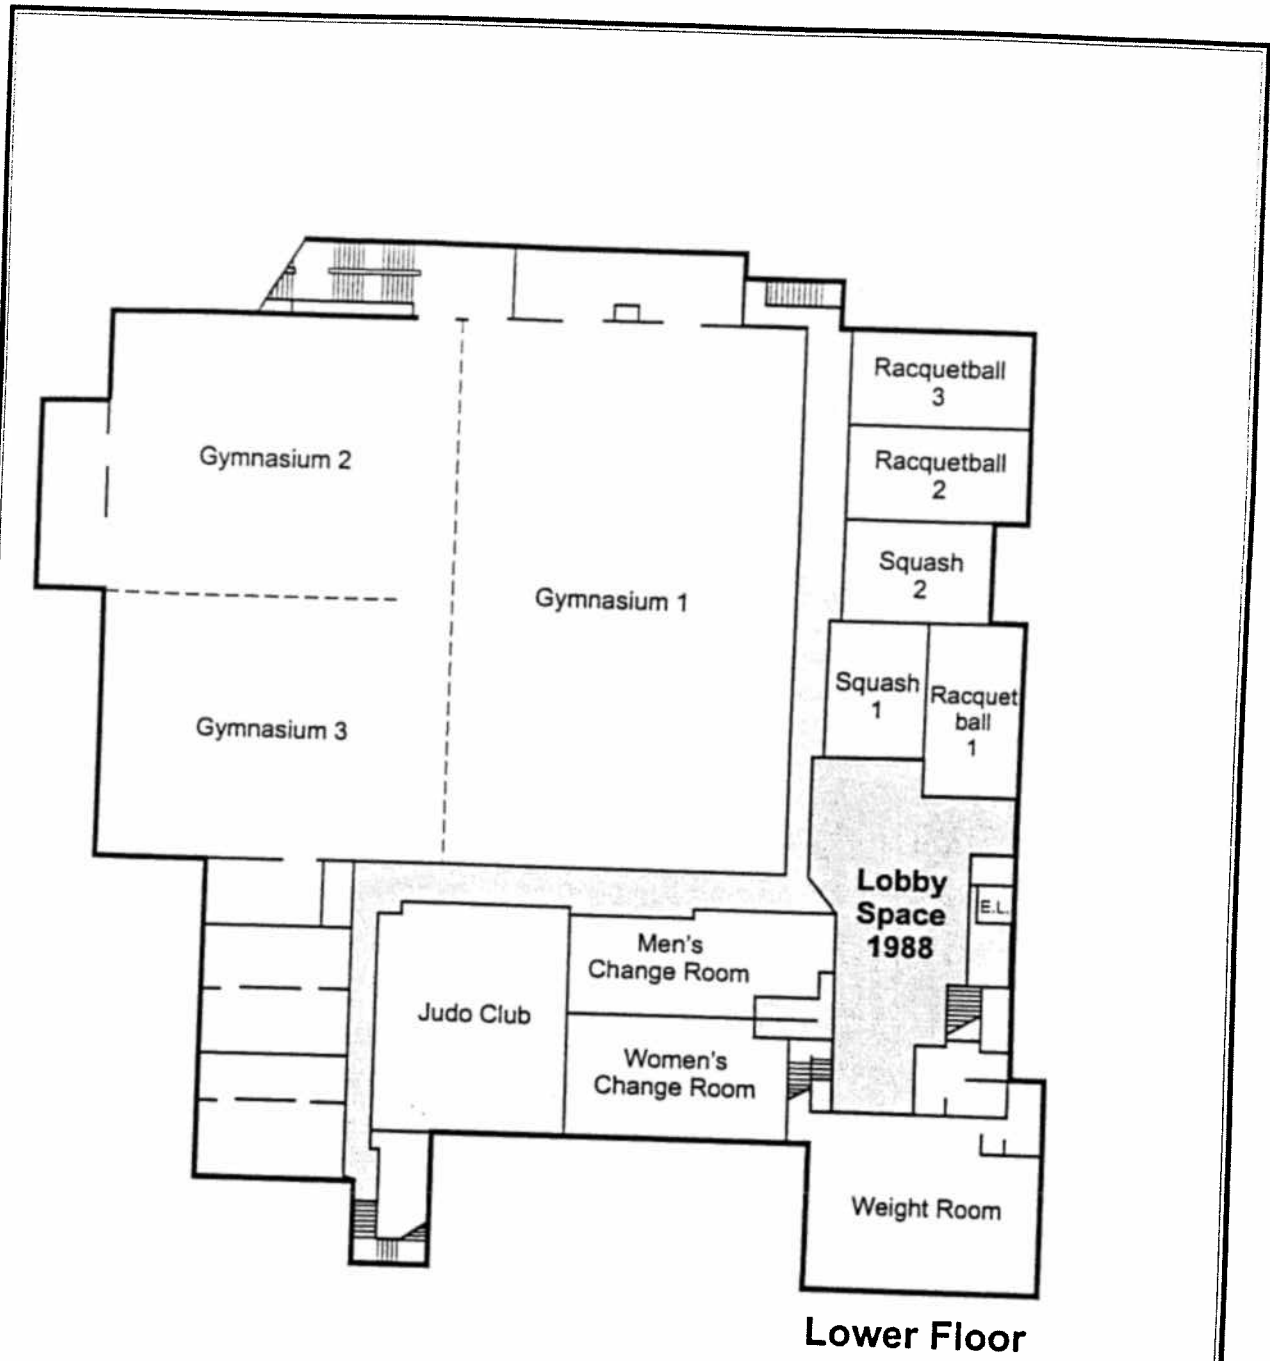 Racquetball
3
Gymnasium 2
Racquetball
2
Squash
2
Gymnasium 1
Squash
1
Racquet
ball
1
Gymnasium 3
Lobby
Space
1988
E.L.
Men's
Change Room
Judo Club
Women's
Change Room
Weight Room
Lower Floor